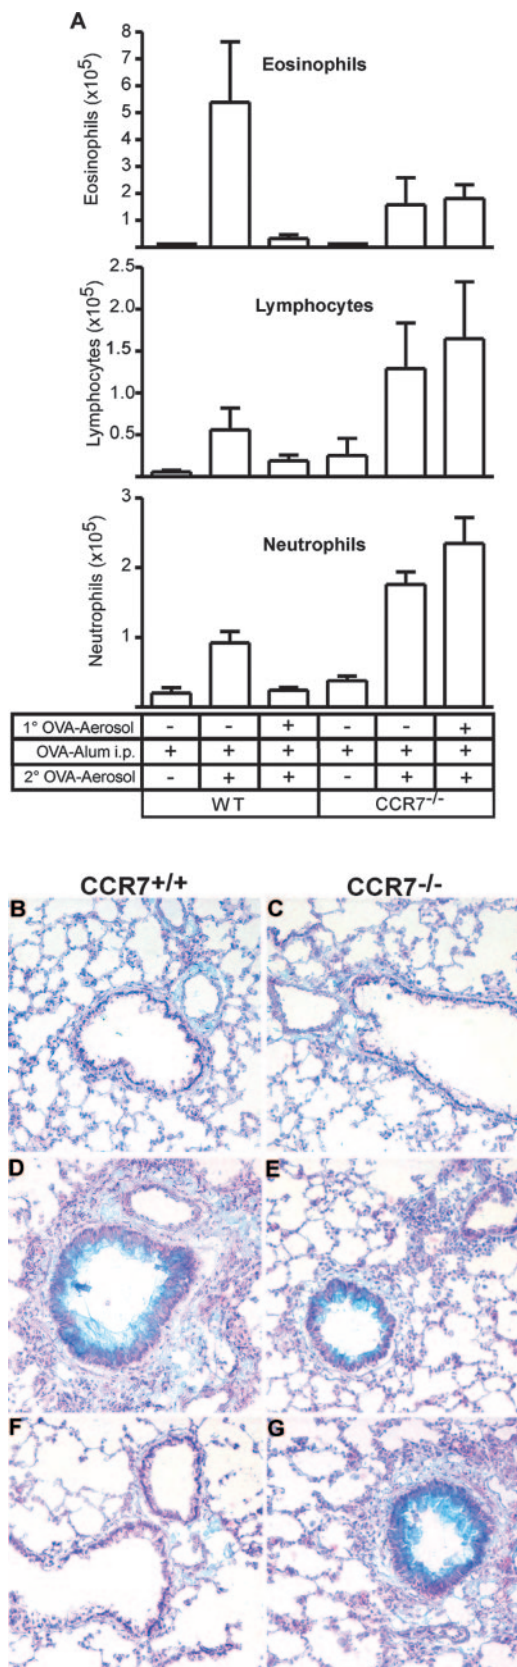 A
Eosinophils
Eosinophils (x10⁵)
8
7
6
5
4
3
2
1
Lymphocytes
Lymphocytes (x10⁵)
2.5
2.0
1.5
1.0
0.5
Neutrophils
Neutrophils (x10⁵)
3
2
1
1° OVA-Aerosol - - + - - +
OVA-Alum i.p. + + + + + +
2° OVA-Aerosol - + + - + +
WT CCR7-/-
CCR7+/+ CCR7-/-
B C
D E
F G